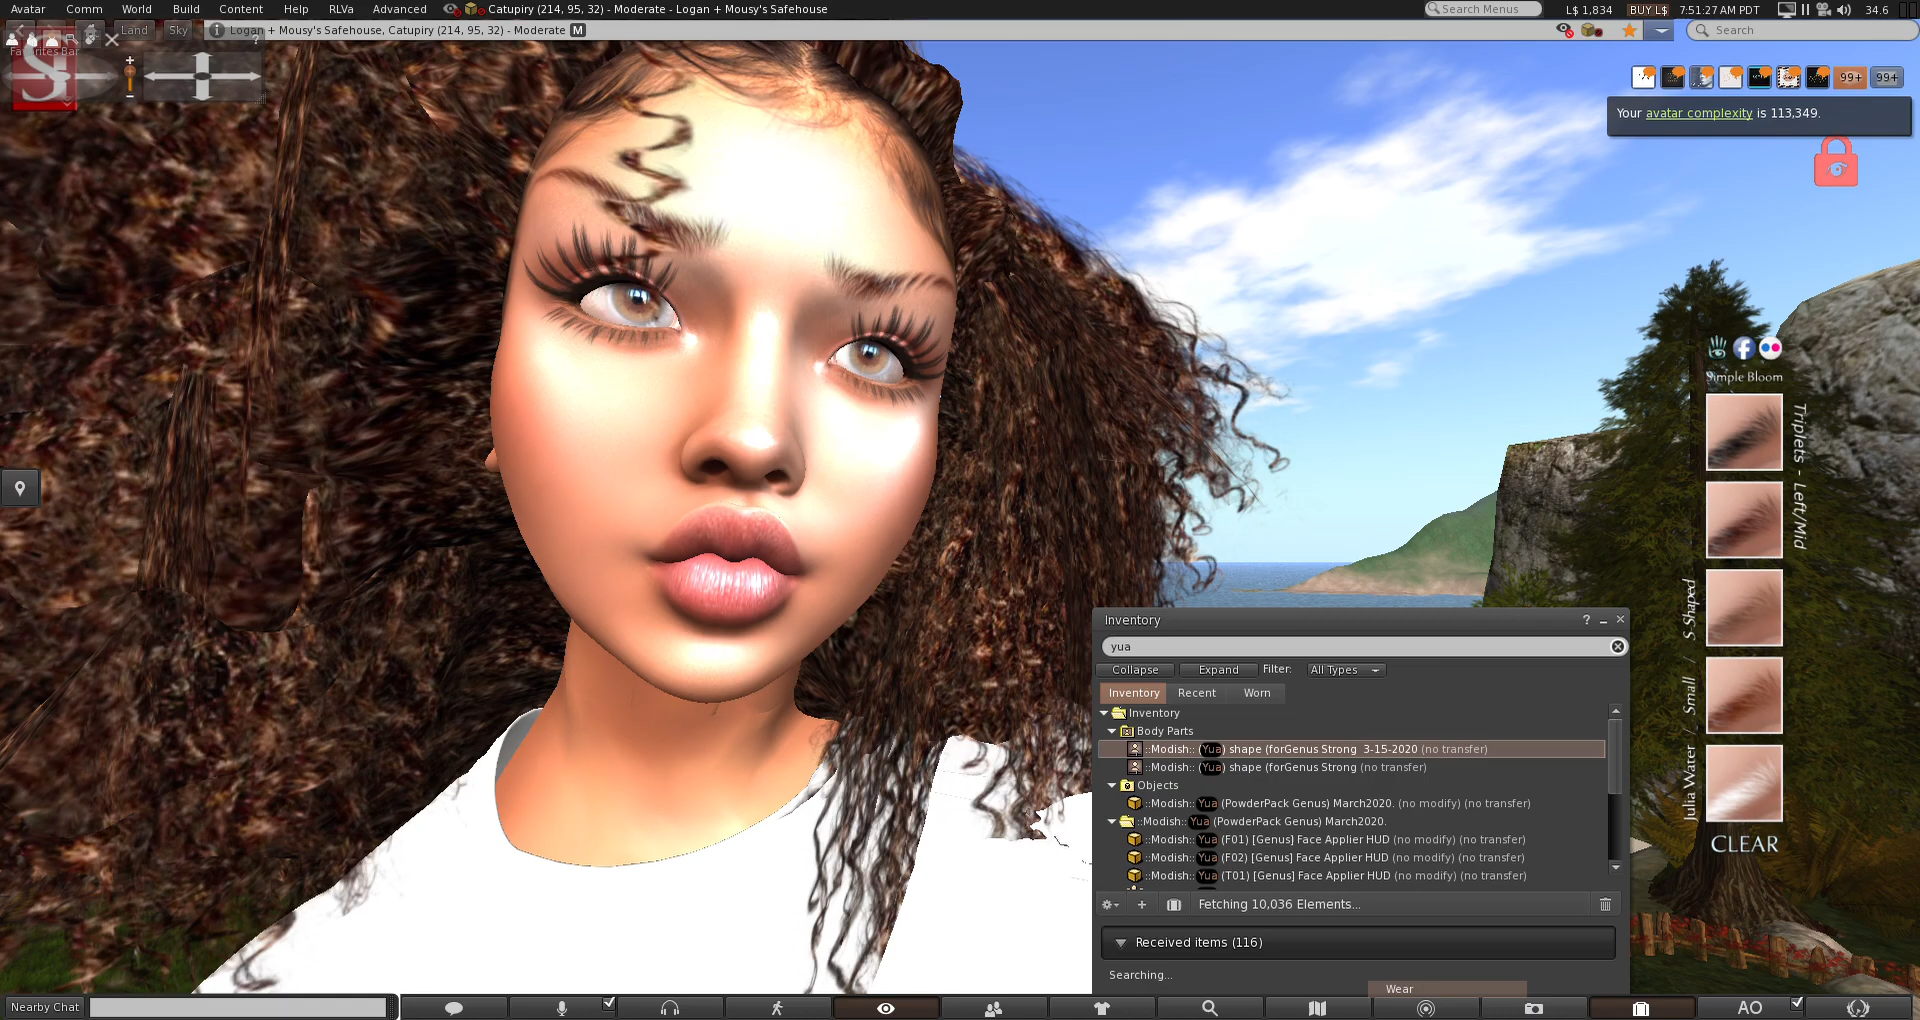 Avatar Comm World Build Content Help RLVa Advanced Catupiry (214, 95, 32) - Moderate - Logan + Mousy's Safehouse Search Menus L$ 1,834 BUY L$ 7:51:27 AM PDT 34.6
Land Sky Logan + Mousy's Safehouse, Catupiry (214, 95, 32) - Moderate M Search
Favorites Bar
99+ 99+
Your avatar complexity is 113,349.
Simple Bloom
Triplets - Left/Mid
Julia Water / Small / S-Shaped
CLEAR
Inventory ? _ ×
yua
Collapse Expand Filter: All Types
Inventory Recent Worn
Inventory
Body Parts
::Modish:: (Yua) shape (forGenus Strong 3-15-2020 (no transfer)
::Modish:: (Yua) shape (forGenus Strong (no transfer)
Objects
::Modish:: Yua (PowderPack Genus) March2020. (no modify) (no transfer)
::Modish:: Yua (PowderPack Genus) March2020.
::Modish:: Yua (F01) [Genus] Face Applier HUD (no modify) (no transfer)
::Modish:: Yua (F02) [Genus] Face Applier HUD (no modify) (no transfer)
::Modish:: Yua (T01) [Genus] Face Applier HUD (no modify) (no transfer)
Fetching 10,036 Elements...
Received items (116)
Searching...
Wear
Nearby Chat AO